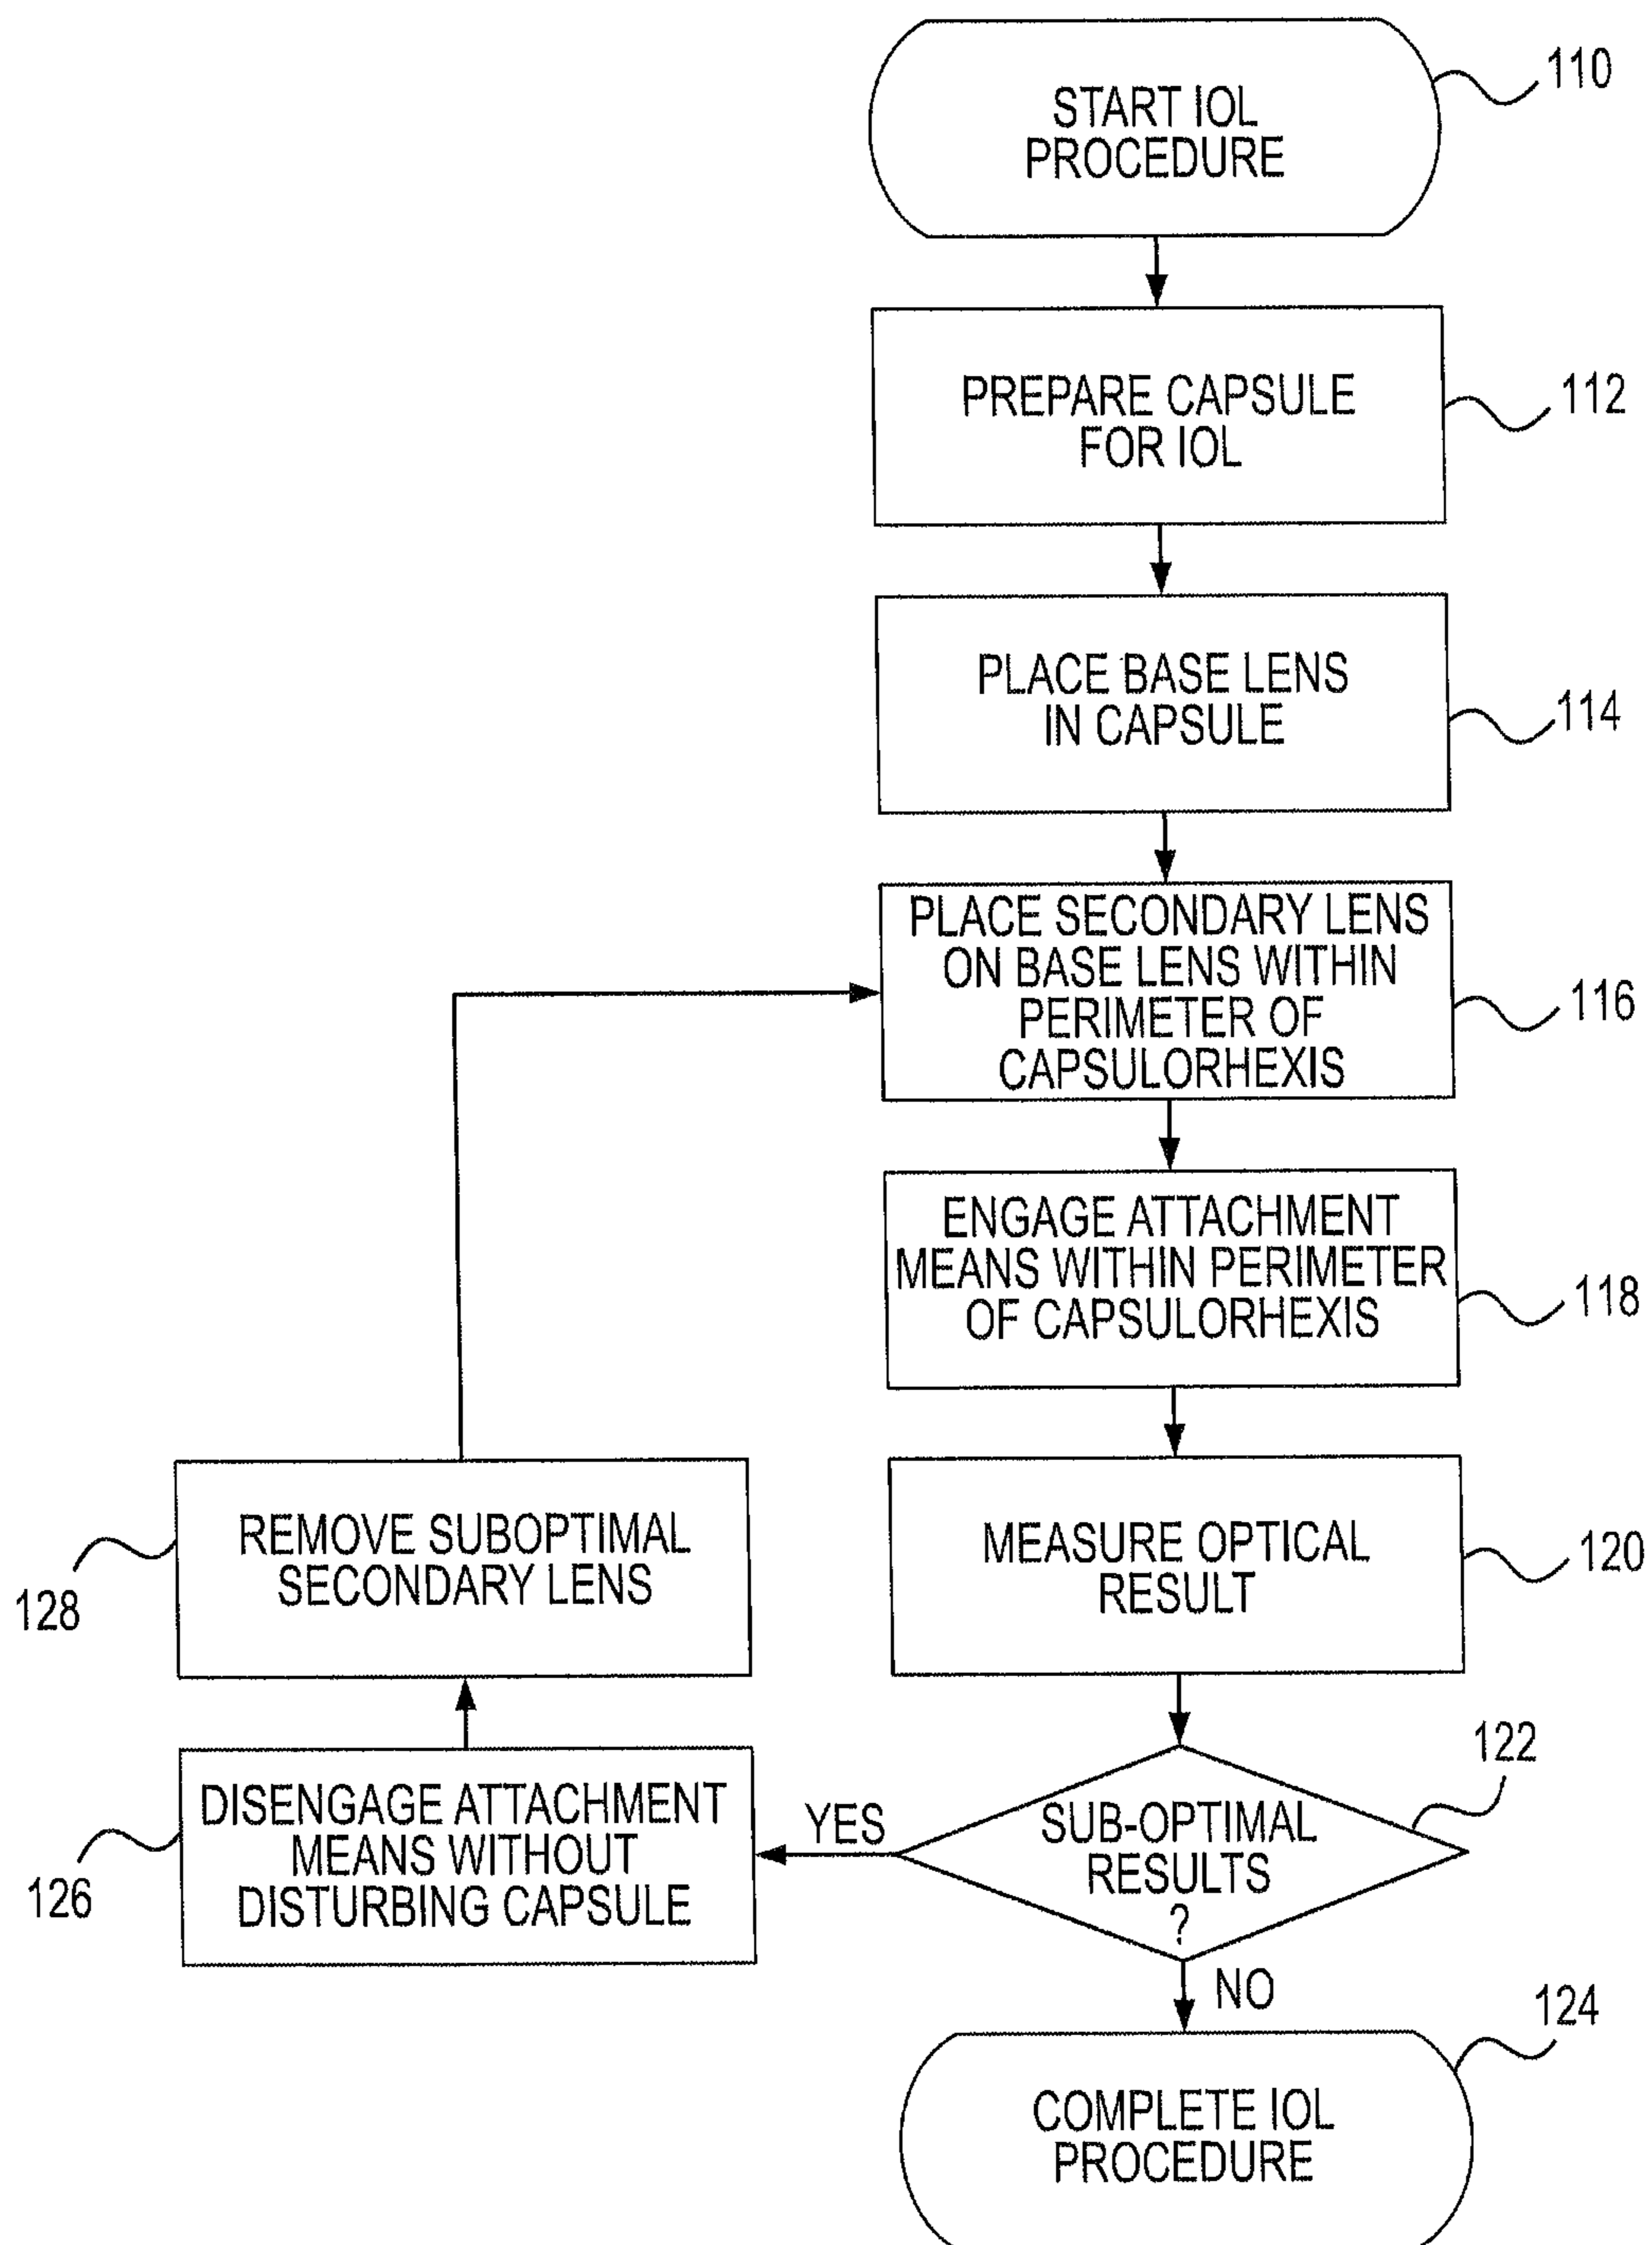 START IOL
PROCEDURE
110
PREPARE CAPSULE
FOR IOL
112
PLACE BASE LENS
IN CAPSULE
114
PLACE SECONDARY LENS
ON BASE LENS WITHIN
PERIMETER OF
CAPSULORHEXIS
116
ENGAGE ATTACHMENT
MEANS WITHIN PERIMETER
OF CAPSULORHEXIS
118
MEASURE OPTICAL
RESULT
120
SUB-OPTIMAL
RESULTS
?
122
YES
NO
DISENGAGE ATTACHMENT
MEANS WITHOUT
DISTURBING CAPSULE
126
REMOVE SUBOPTIMAL
SECONDARY LENS
128
COMPLETE IOL
PROCEDURE
124